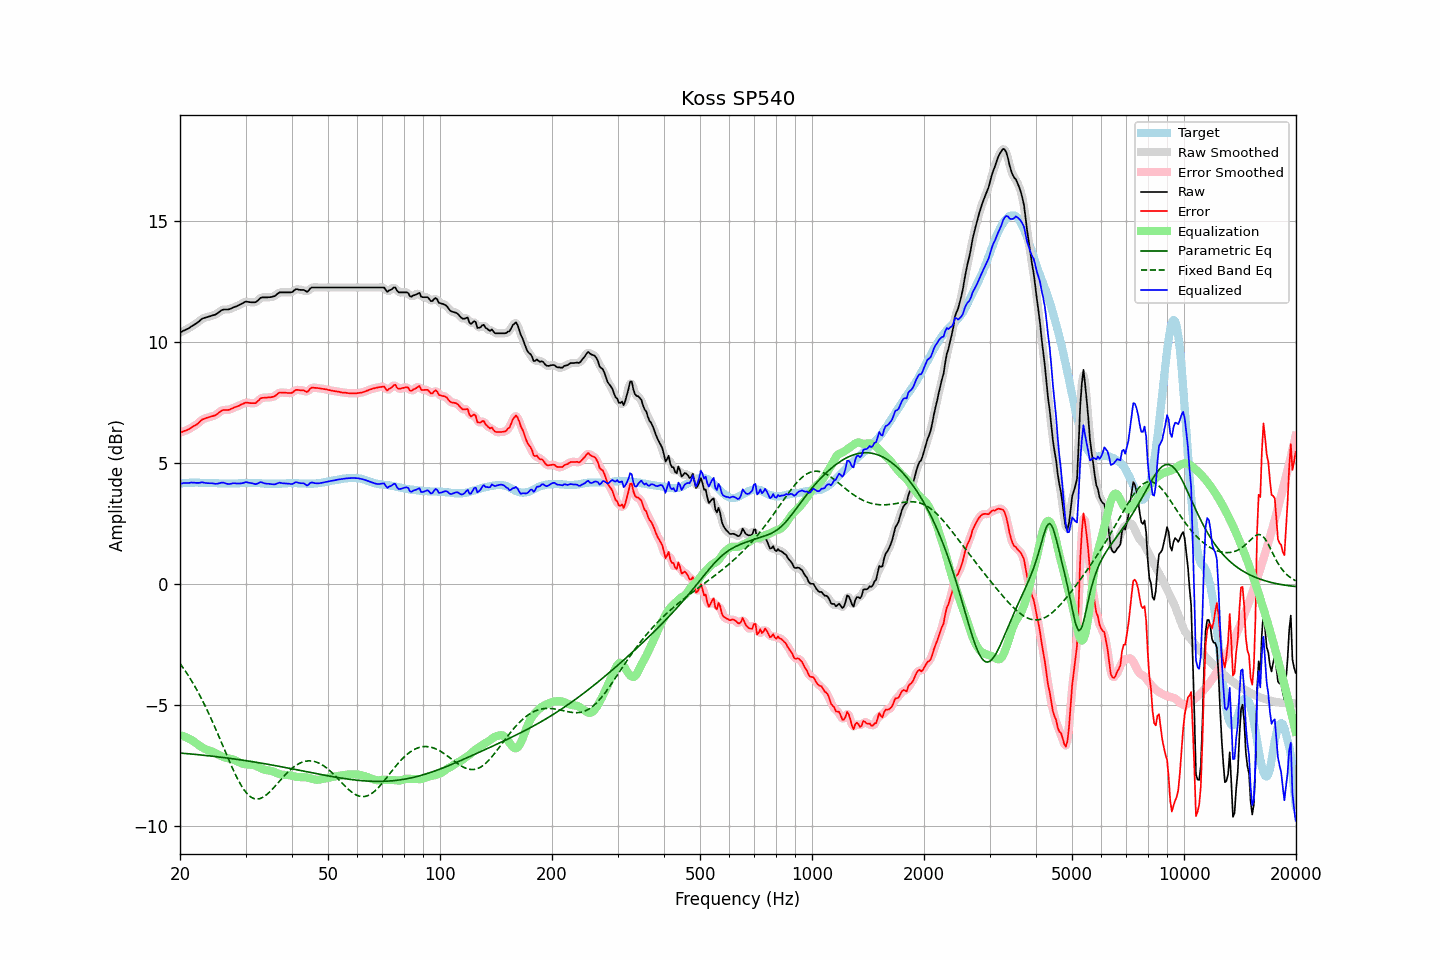 Koss SP540
Target
Raw Smoothed
Error Smoothed
Raw
Error
Equalization
Parametric Eq
Fixed Band Eq
Equalized
Amplitude (dBr)
15
10
5
0
−5
−10
20 50 100 200 500 1000 2000 5000 10000 20000
Frequency (Hz)